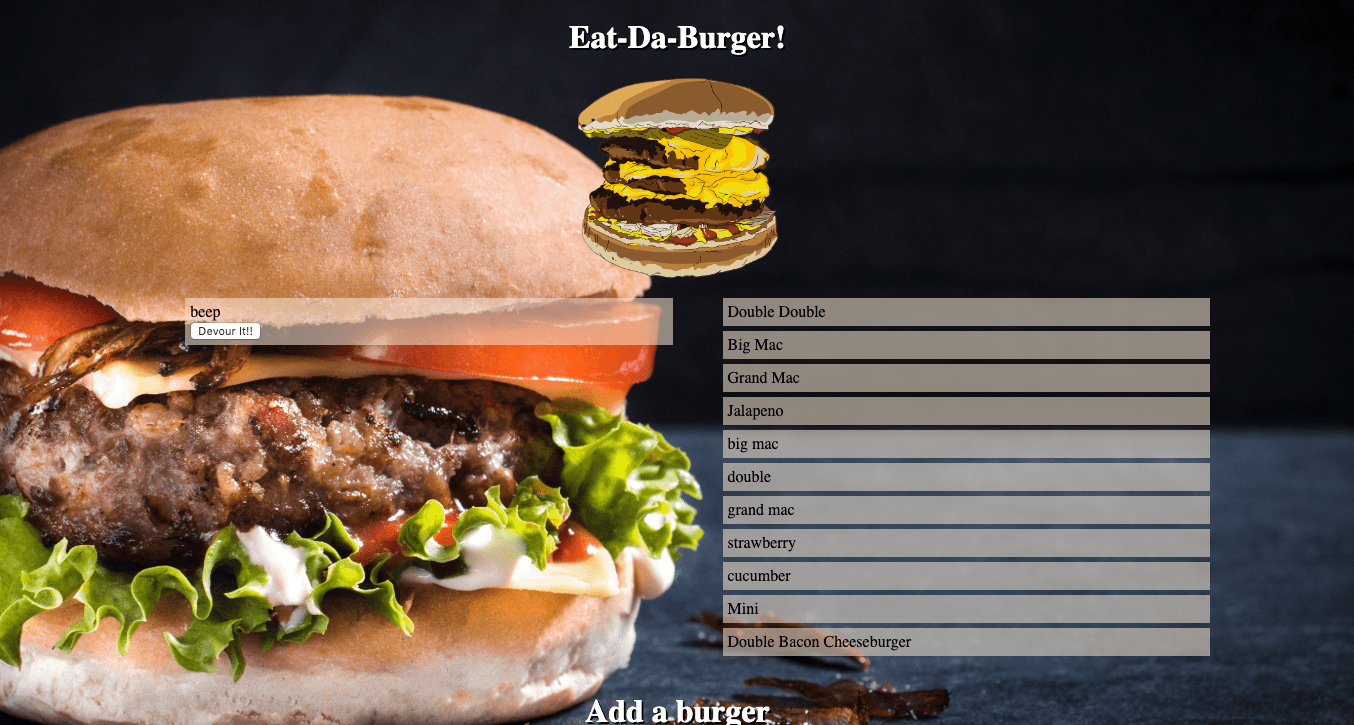 Eat-Da-Burger!
beep
Devour It!!
Double Double
Big Mac
Grand Mac
Jalapeno
big mac
double
grand mac
strawberry
cucumber
Mini
Double Bacon Cheeseburger
Add a burger